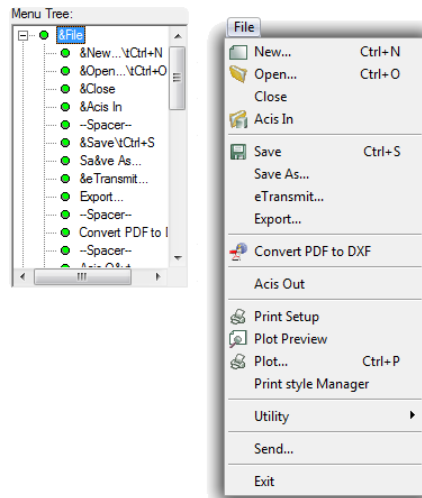 Menu Tree:
&File
&New...\tCtrl+N
&Open...\tCtrl+O
&Close
&Acis In
--Spacer--
&Save\tCtrl+S
Sa&ve As...
&eTransmit...
Export...
--Spacer--
Convert PDF to
--Spacer--
File
New... Ctrl+N
Open... Ctrl+O
Close
Acis In
Save Ctrl+S
Save As...
eTransmit...
Export...
Convert PDF to DXF
Acis Out
Print Setup
Plot Preview
Plot... Ctrl+P
Print style Manager
Utility
Send...
Exit